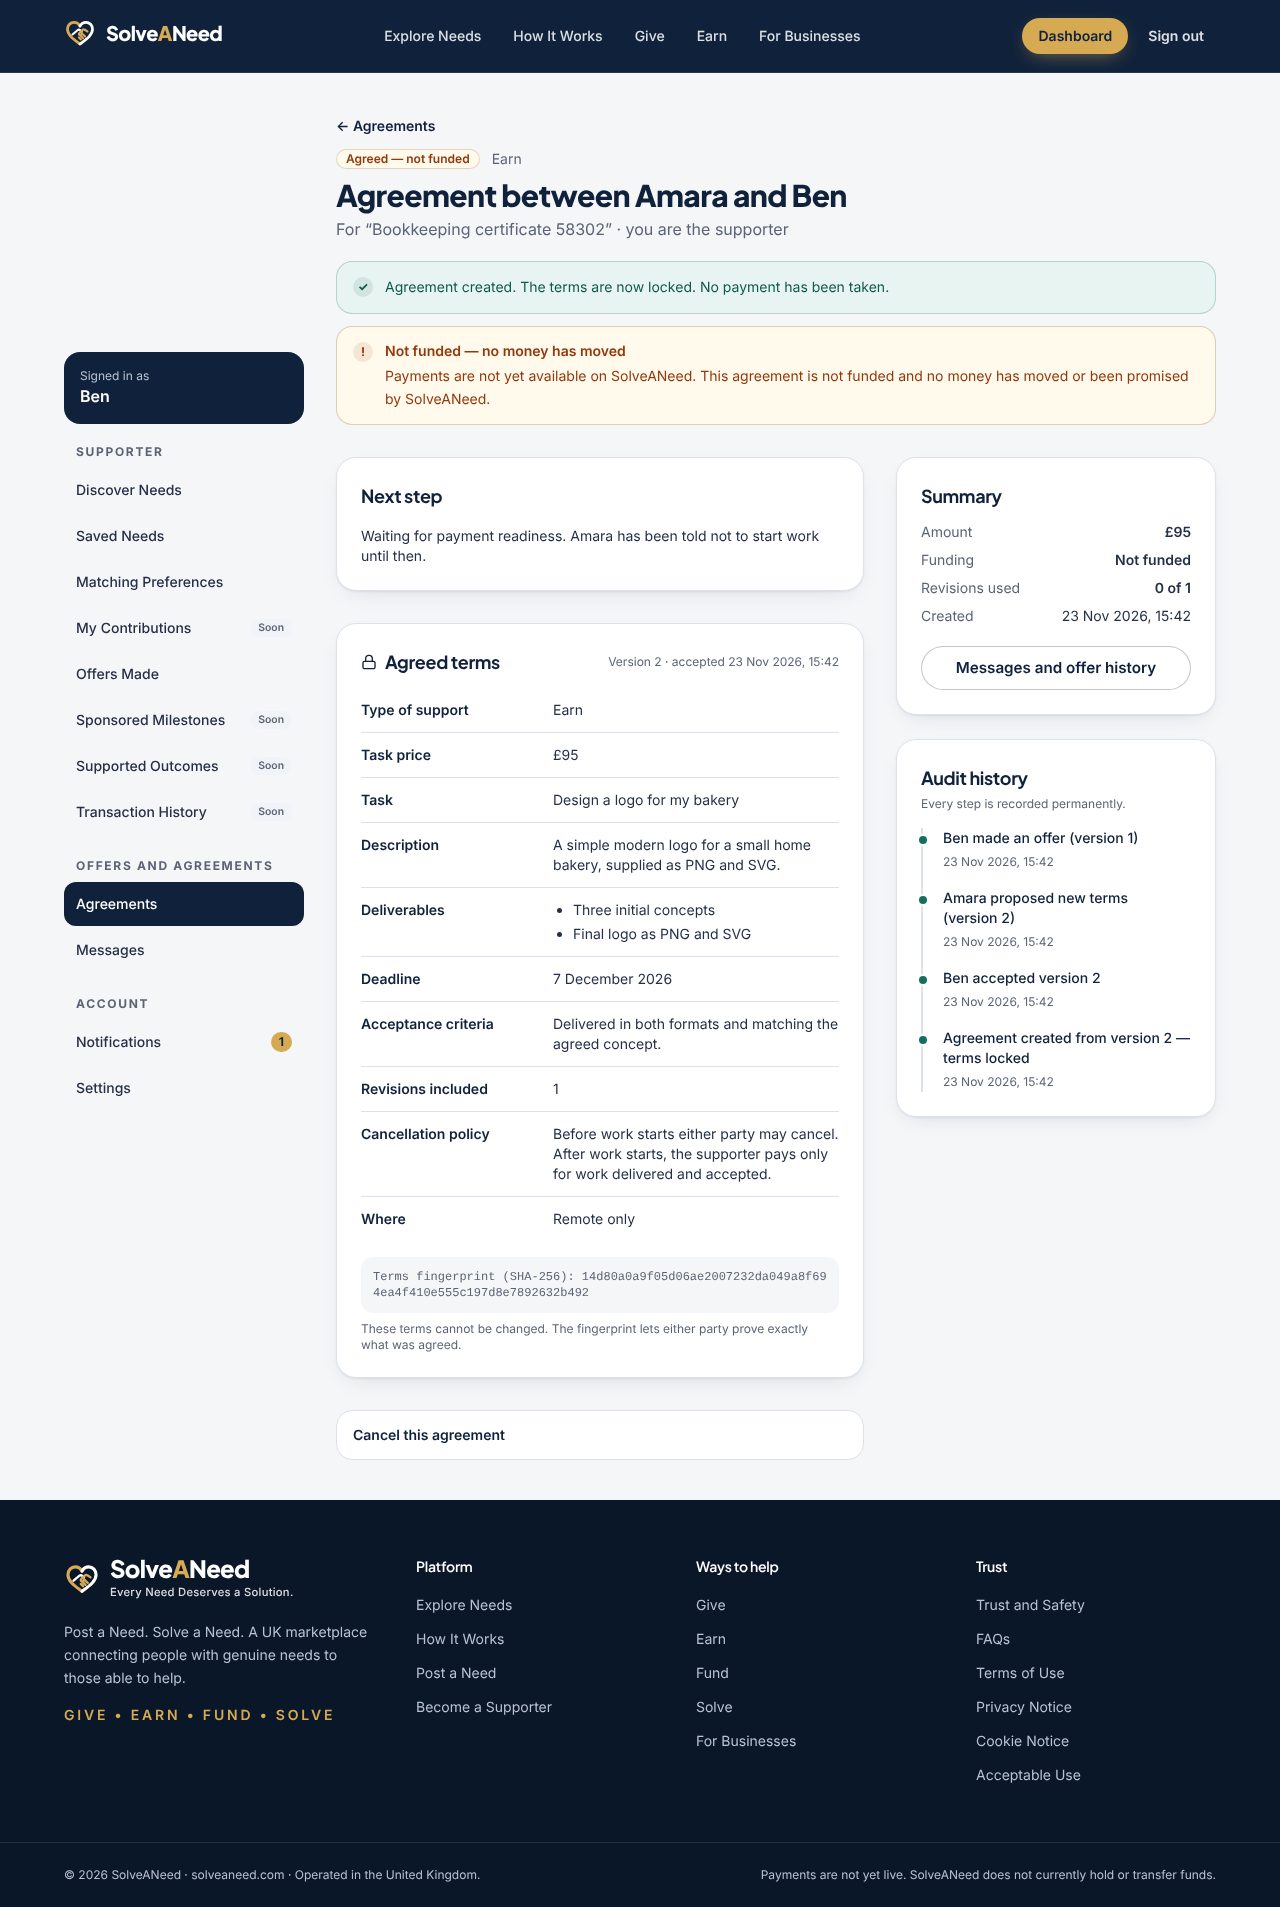 SolveANeed
Explore Needs
How It Works
Give
Earn
For Businesses
Dashboard
Sign out
← Agreements
Agreed — not funded
Earn
Agreement between Amara and Ben
For “Bookkeeping certificate 58302” · you are the supporter
Agreement created. The terms are now locked. No payment has been taken.
! Not funded — no money has moved
Payments are not yet available on SolveANeed. This agreement is not funded and no money has moved or been promised
by SolveANeed.
Signed in as
Ben
SUPPORTER
Discover Needs
Saved Needs
Matching Preferences
My Contributions Soon
Offers Made
Sponsored Milestones Soon
Supported Outcomes Soon
Transaction History Soon
OFFERS AND AGREEMENTS
Agreements
Messages
ACCOUNT
Notifications 1
Settings
Next step
Waiting for payment readiness. Amara has been told not to start work
until then.
Agreed terms
Version 2 · accepted 23 Nov 2026, 15:42
Type of support Earn
Task price £95
Task Design a logo for my bakery
Description A simple modern logo for a small home
bakery, supplied as PNG and SVG.
Deliverables • Three initial concepts
• Final logo as PNG and SVG
Deadline 7 December 2026
Acceptance criteria Delivered in both formats and matching the
agreed concept.
Revisions included 1
Cancellation policy Before work starts either party may cancel.
After work starts, the supporter pays only
for work delivered and accepted.
Where Remote only
Terms fingerprint (SHA-256): 14d80a0a9f05d06ae2007232da049a8f69
4ea4f410e555c197d8e7892632b492
These terms cannot be changed. The fingerprint lets either party prove exactly
what was agreed.
Cancel this agreement
Summary
Amount £95
Funding Not funded
Revisions used 0 of 1
Created 23 Nov 2026, 15:42
Messages and offer history
Audit history
Every step is recorded permanently.
Ben made an offer (version 1)
23 Nov 2026, 15:42
Amara proposed new terms
(version 2)
23 Nov 2026, 15:42
Ben accepted version 2
23 Nov 2026, 15:42
Agreement created from version 2 —
terms locked
23 Nov 2026, 15:42
SolveANeed
Every Need Deserves a Solution.
Post a Need. Solve a Need. A UK marketplace
connecting people with genuine needs to
those able to help.
GIVE • EARN • FUND • SOLVE
Platform
Explore Needs
How It Works
Post a Need
Become a Supporter
Ways to help
Give
Earn
Fund
Solve
For Businesses
Trust
Trust and Safety
FAQs
Terms of Use
Privacy Notice
Cookie Notice
Acceptable Use
© 2026 SolveANeed · solveaneed.com · Operated in the United Kingdom.
Payments are not yet live. SolveANeed does not currently hold or transfer funds.